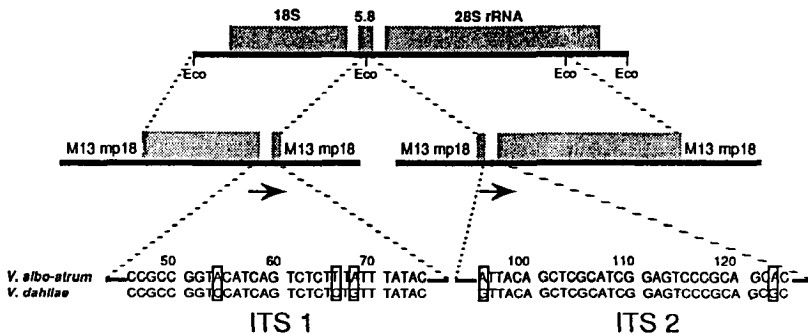 18S 5.8 28S rRNA
Eco Eco Eco Eco
M13 mp18 M13 mp18 M13 mp18 M13 mp18
50 60 70 100 110 120
V. albo-atrum CCGCC GGTACATCAG TCTCTTTATT TATAC ATTACA GCTCGCATCG GAGTCCCGCA GCAC
V. dahliae CCGCC GGTCCATCAG TCTCTCTGTT TATAC GTTACA GCTCGCATCG GAGTCCCGCA GCGC
ITS 1 ITS 2